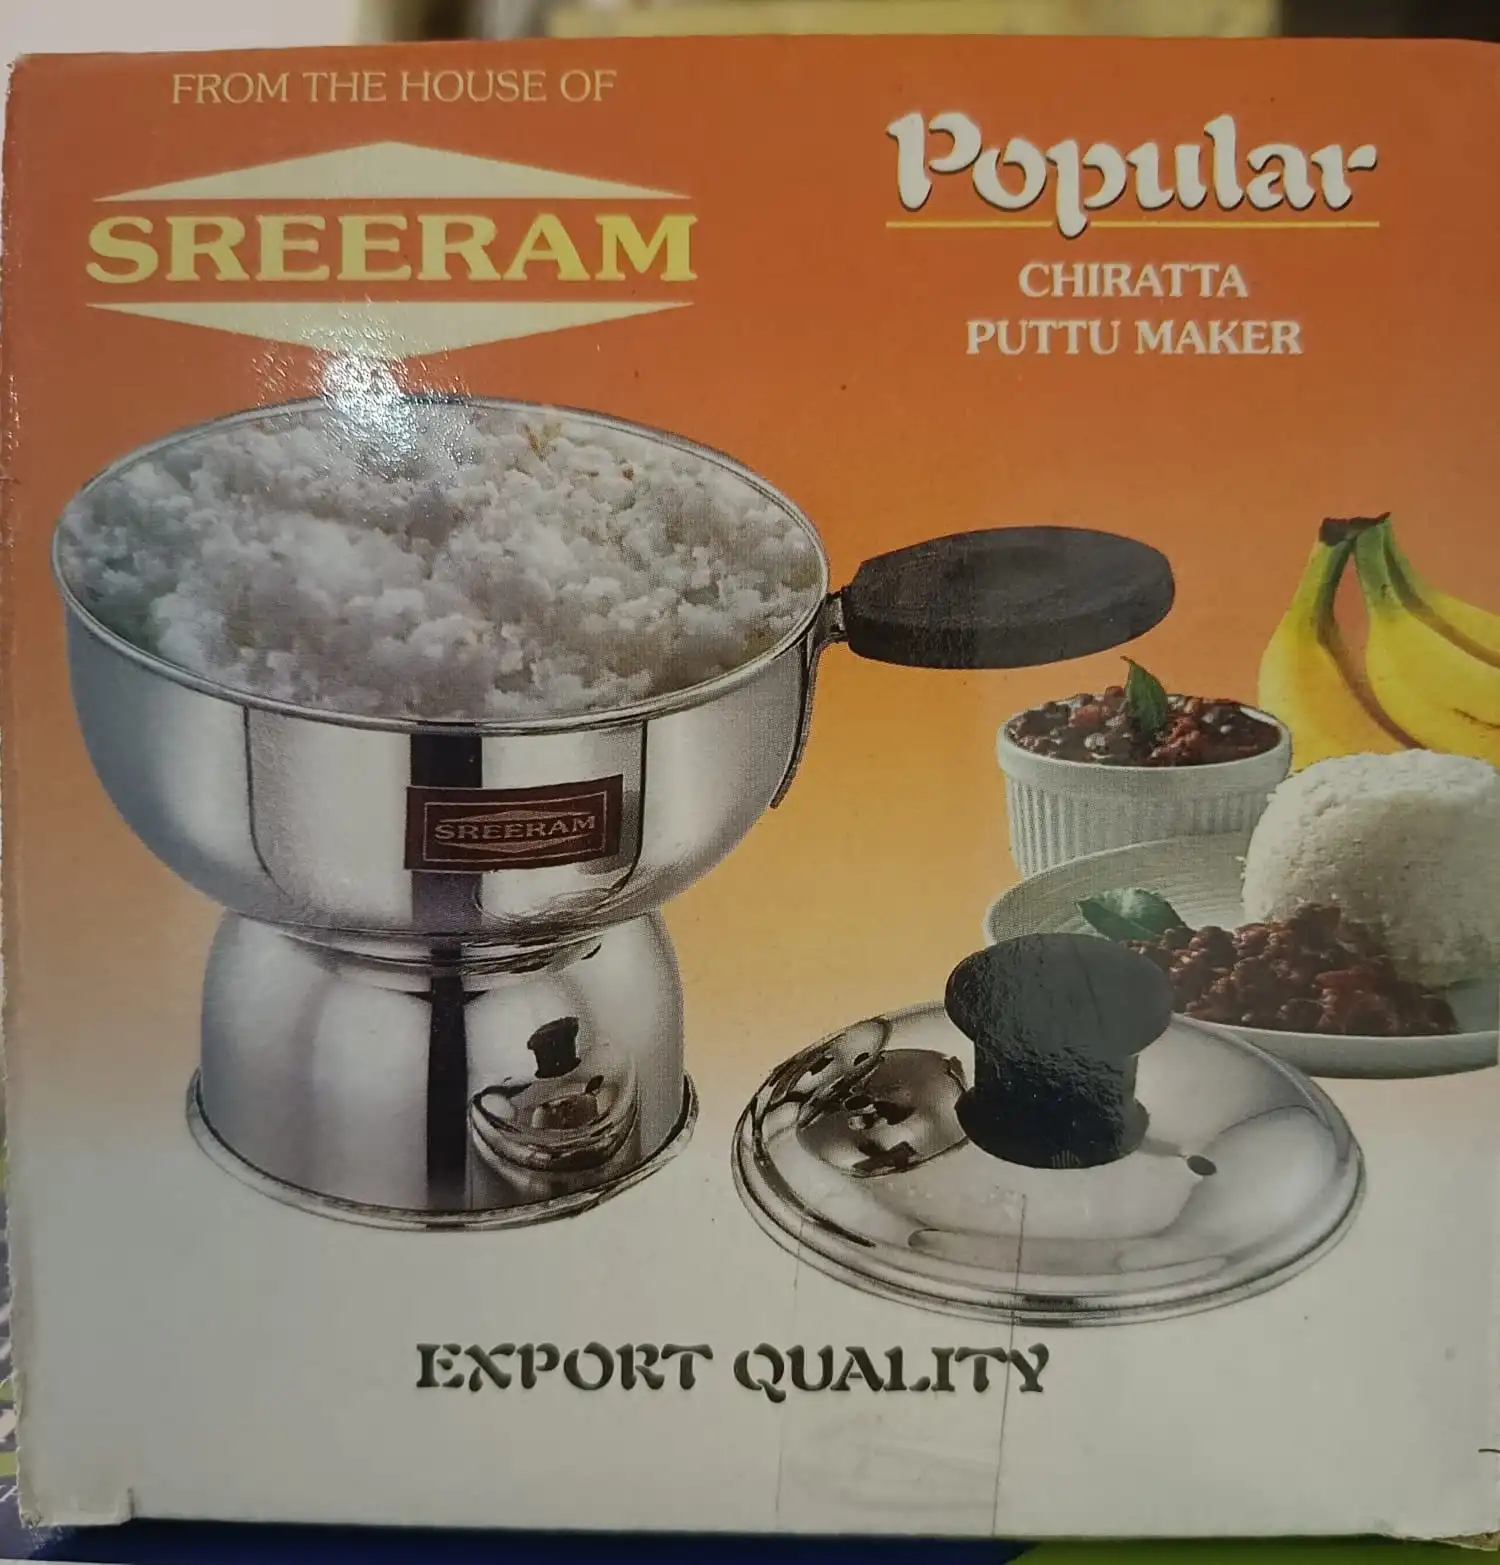 FROM THE HOUSE OF
SREERAM
Popular
CHIRATTA
PUTTU MAKER
SREERAM
EXPORT QUALITY